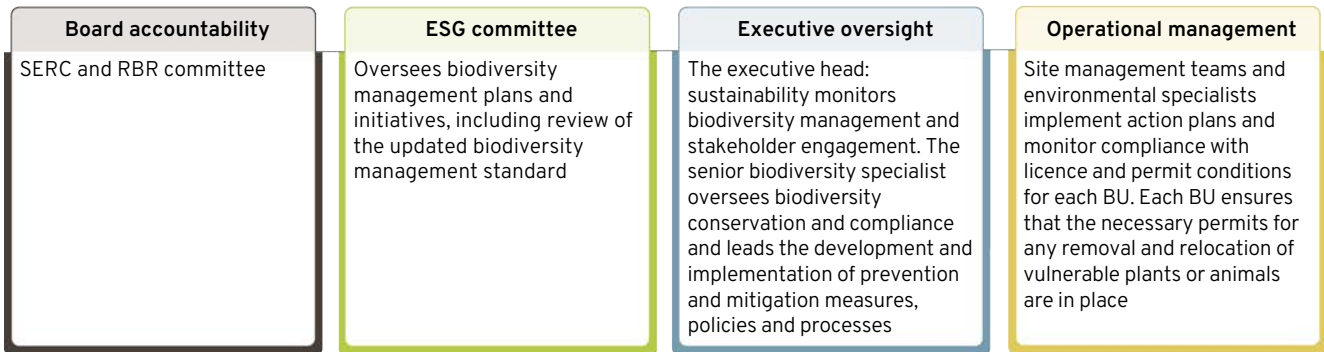 Board accountability
SERC and RBR committee
ESG committee
Oversees biodiversity
management plans and
initiatives, including review of
the updated biodiversity
management standard
Executive oversight
The executive head:
sustainability monitors
biodiversity management and
stakeholder engagement. The
senior biodiversity specialist
oversees biodiversity
conservation and compliance
and leads the development and
implementation of prevention
and mitigation measures,
policies and processes
Operational management
Site management teams and
environmental specialists
implement action plans and
monitor compliance with
licence and permit conditions
for each BU. Each BU ensures
that the necessary permits for
any removal and relocation of
vulnerable plants or animals
are in place